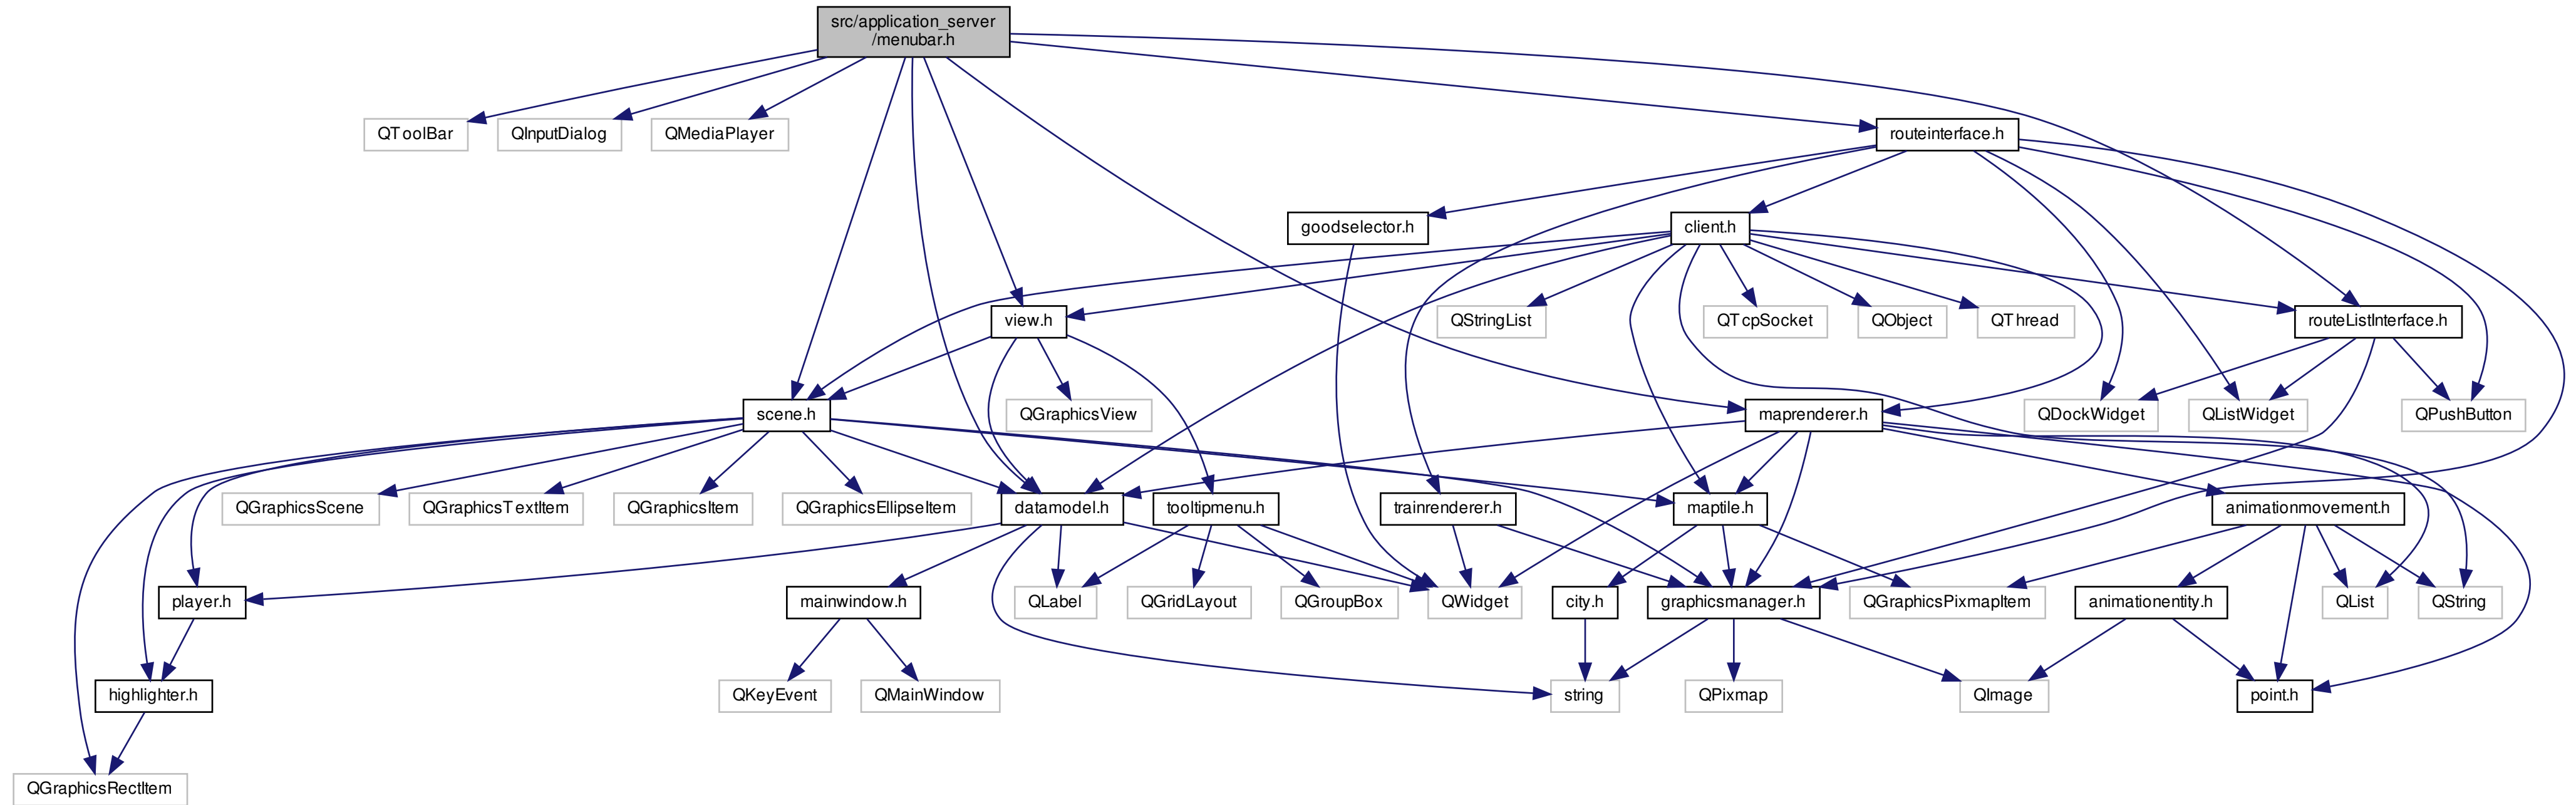 src/application_server
/menubar.h
QToolBar
QInputDialog
QMediaPlayer
routeinterface.h
goodselector.h
client.h
view.h
QStringList
QTcpSocket
QObject
QThread
routeListInterface.h
scene.h
QGraphicsView
maprenderer.h
QDockWidget
QListWidget
QPushButton
QGraphicsScene
QGraphicsTextItem
QGraphicsItem
QGraphicsEllipseItem
datamodel.h
tooltipmenu.h
trainrenderer.h
maptile.h
animationmovement.h
player.h
mainwindow.h
QLabel
QGridLayout
QGroupBox
QWidget
city.h
graphicsmanager.h
QGraphicsPixmapItem
animationentity.h
QList
QString
highlighter.h
QKeyEvent
QMainWindow
string
QPixmap
QImage
point.h
QGraphicsRectItem